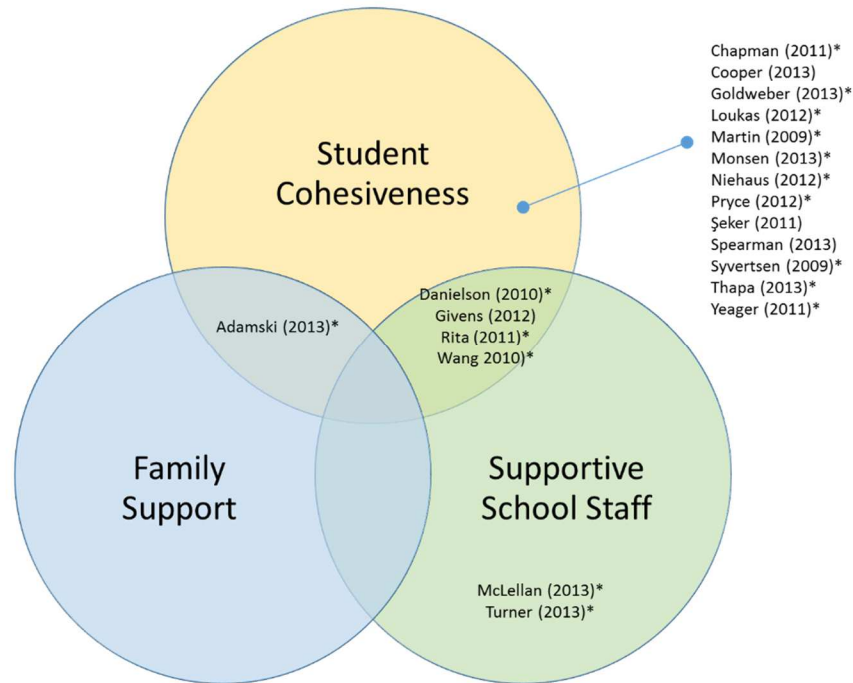 Student
Cohesiveness
Chapman (2011)*
Cooper (2013)
Goldweber (2013)*
Loukas (2012)*
Martin (2009)*
Monsen (2013)*
Niehaus (2012)*
Pryce (2012)*
Şeker (2011)
Spearman (2013)
Syvertsen (2009)*
Thapa (2013)*
Yeager (2011)*
Adamski (2013)*
Danielson (2010)*
Givens (2012)
Rita (2011)*
Wang 2010)*
Family
Support
Supportive
School Staff
McLellan (2013)*
Turner (2013)*